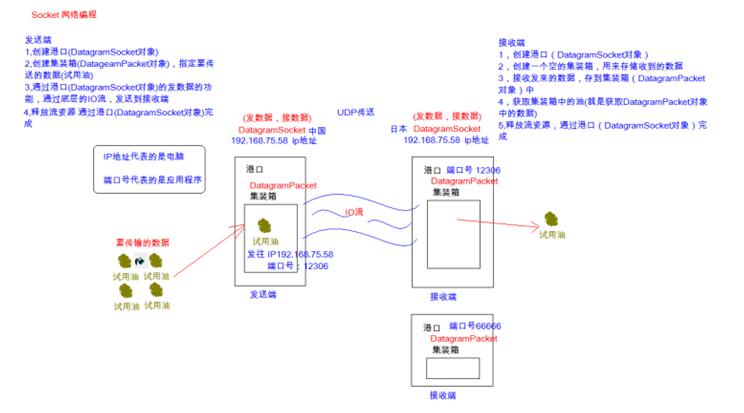 Socket 网络编程
发送端
1,创建港口(DatagramSocket对象)
2,创建集装箱(DatageamPacket对象)，指定要传
送的数据(试用油)
3,通过港口(DatagramSocket对象)的发数据的功
能，通过底层的IO流，发送到接收端
4,释放流资源 通过港口(DatagramSocket对象)完
成
接收端
1，创建港口（DatagramSocket对象）
2，创建一个空的集装箱，用来存储收到的数据
3，接收发来的数据，存到集装箱（DatagramPacket
对象）中
4，获取集装箱中的油(就是获取DatagramPacket对象
中的数据)
5,释放流资源，通过港口（DatagramSocket对象）完
成
UDP传送
(发数据，接数据)
DatagramSocket 中国
192.168.75.58 ip地址
(发数据，接数据)
日本 DatagramSocket
192.168.75.58 ip地址
IP地址代表的是电脑
端口号代表的是应用程序
港口
DatagramPacket
集装箱
试用油
发往 IP192.168.75.58
端口号：12306
发送端
IO流
港口 端口号 12306
DatagramPacket
集装箱
接收端
试用油
要传输的数据
试用油 试用油
试用油 试用油
港口 端口号66666
DatagramPacket
集装箱
接收端